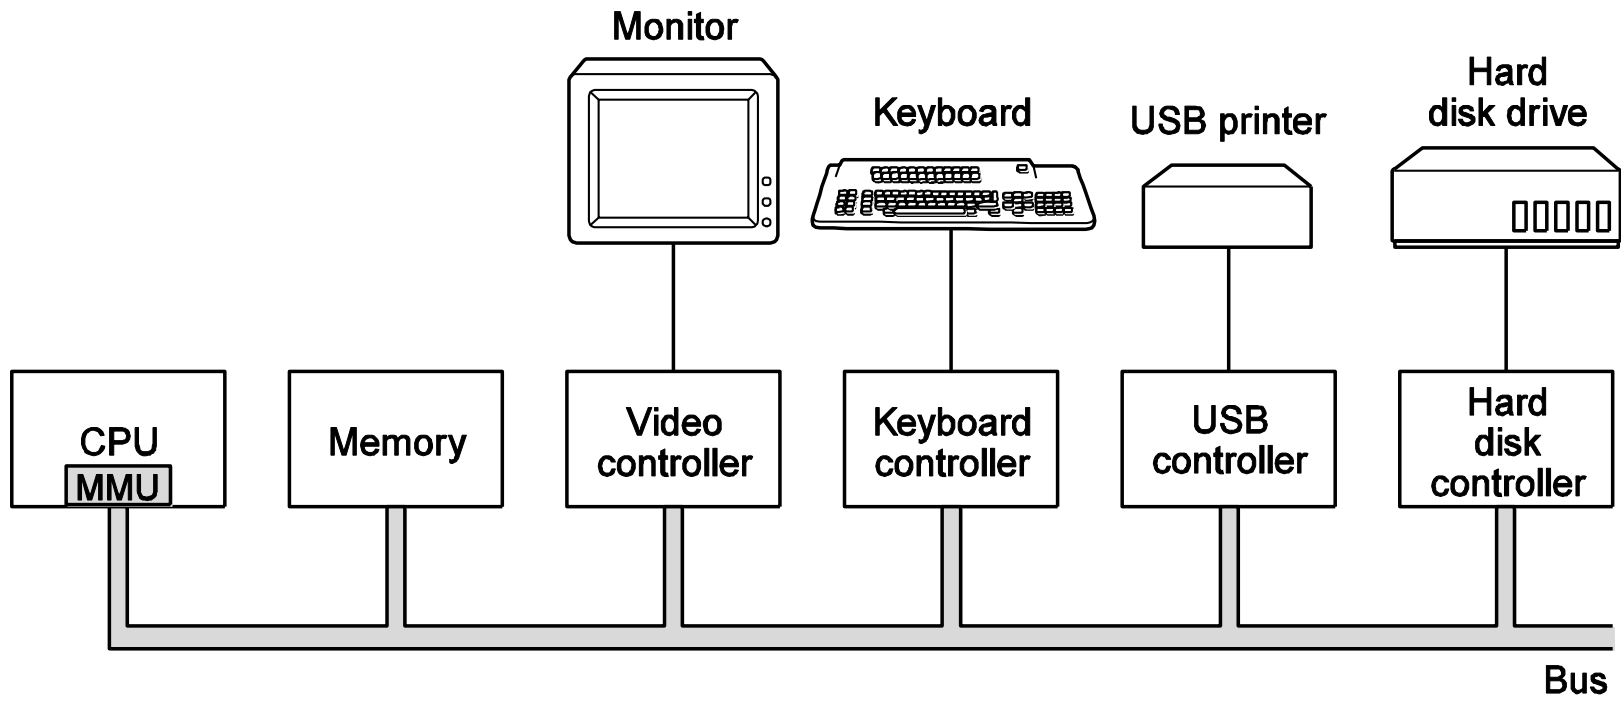 Monitor
Keyboard
USB printer
Hard
disk drive
CPU
MMU
Memory
Video
controller
Keyboard
controller
USB
controller
Hard
disk
controller
Bus